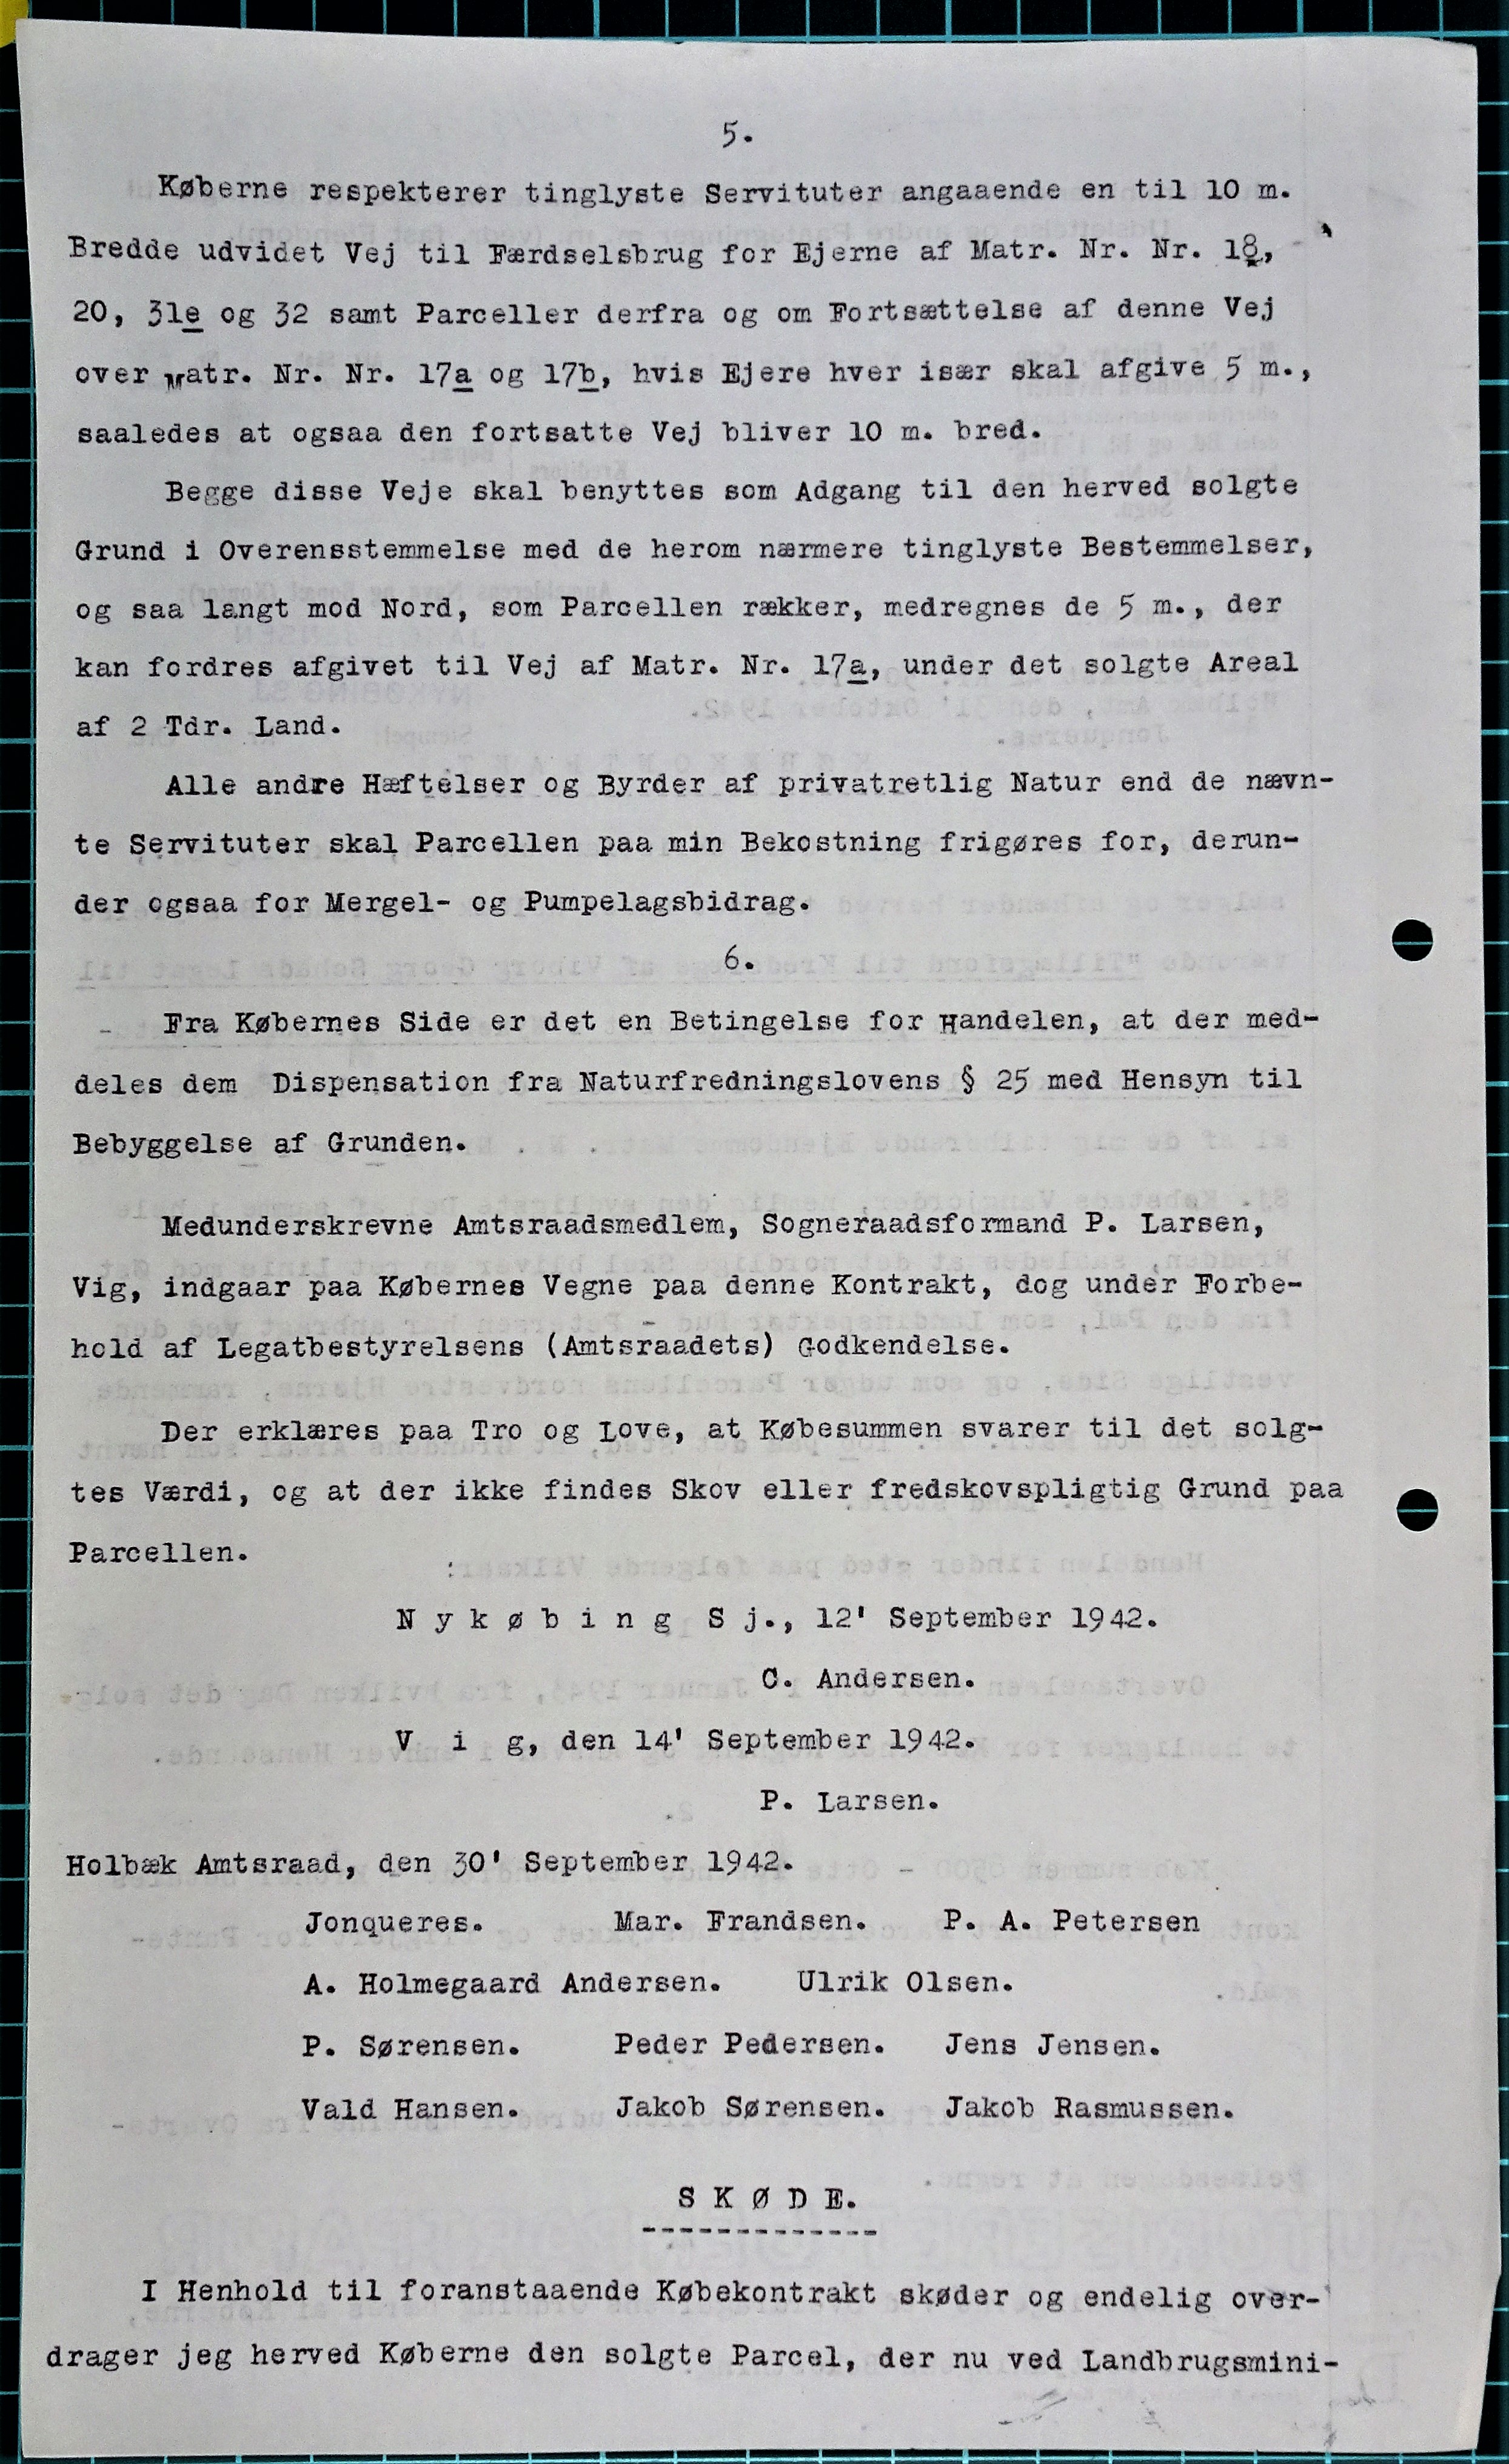 5.
Køberne respekterer tinglyste Servituter angaaende en til 10 m.
Bredde udvidet Vej til Færdselsbrug for Ejerne af Matr. Nr. Nr. 18,
20, 31e og 32 samt Parceller derfra og om Fortsættelse af denne Vej
over Matr. Nr. Nr. 17a og 17b, hvis Ejere hver især skal afgive 5 m.,
saaledes at ogsaa den fortsatte Vej bliver 10 m. bred.
Begge disse Veje skal benyttes som Adgang til den herved solgte
Grund i Overensstemmelse med de herom nærmere tinglyste Bestemmelser,
og saa langt mod Nord, som Parcellen rækker, medregnes de 5 m., der
kan fordres afgivet til Vej af Matr. Nr. 17a, under det solgte Areal
af 2 Tdr. Land.
Alle andre Hæftelser og Byrder af privatretlig Natur end de nævn-
te Servituter skal Parcellen paa min Bekostning frigøres for, derun-
der ogsaa for Mergel- og Pumpelagsbidrag.
6.
Fra Købernes Side er det en Betingelse for Handelen, at der med-
deles dem Dispensation fra Naturfredningslovens § 25 med Hensyn til
Bebyggelse af Grunden.
Medunderskrevne Amtsraadsmedlem, Sogneraadsformand P. Larsen,
Vig, indgaar paa Købernes Vegne paa denne Kontrakt, dog under Forbe-
hold af Legatbestyrelsens (Amtsraadets) Godkendelse.
Der erklæres paa Tro og Love, at Købesummen svarer til det solg-
tes Værdi, og at der ikke findes Skov eller fredskovspligtig Grund paa
Parcellen.
N y k ø b i n g S j., 12' September 1942.
C. Andersen.
V i g, den 14' September 1942.
P. Larsen.
Holbæk Amtsraad, den 30' September 1942.
Jonqueres. Mar. Frandsen. P. A. Petersen
A. Holmegaard Andersen. Ulrik Olsen.
P. Sørensen. Peder Pedersen. Jens Jensen.
Vald Hansen. Jakob Sørensen. Jakob Rasmussen.
S K Ø D E.
-------------
I Henhold til foranstaaende Købekontrakt skøder og endelig over-
drager jeg herved Køberne den solgte Parcel, der nu ved Landbrugsmini-